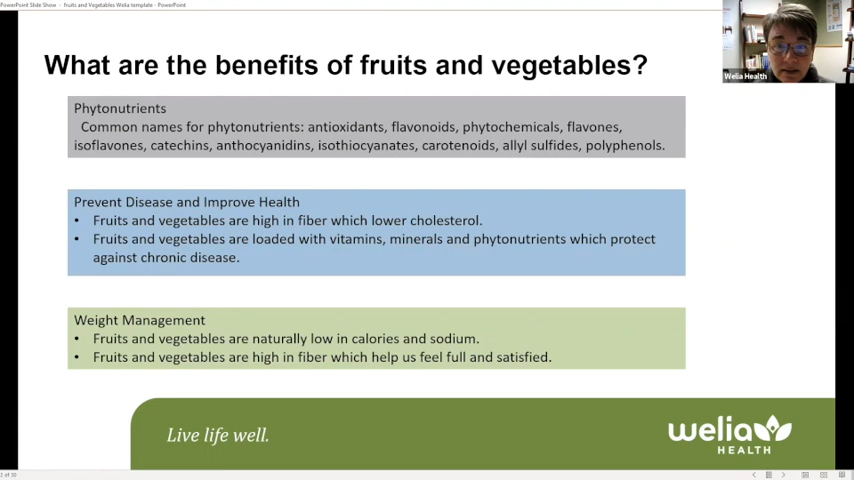 PowerPoint Slide Show - fruits and Vegetables Welia template - PowerPoint
What are the benefits of fruits and vegetables?
Welia Health
Phytonutrients
Common names for phytonutrients: antioxidants, flavonoids, phytochemicals, flavones,
isoflavones, catechins, anthocyanidins, isothiocyanates, carotenoids, allyl sulfides, polyphenols.
Prevent Disease and Improve Health
• Fruits and vegetables are high in fiber which lower cholesterol.
• Fruits and vegetables are loaded with vitamins, minerals and phytonutrients which protect
against chronic disease.
Weight Management
• Fruits and vegetables are naturally low in calories and sodium.
• Fruits and vegetables are high in fiber which help us feel full and satisfied.
Live life well.
welia
HEALTH
2 of 30